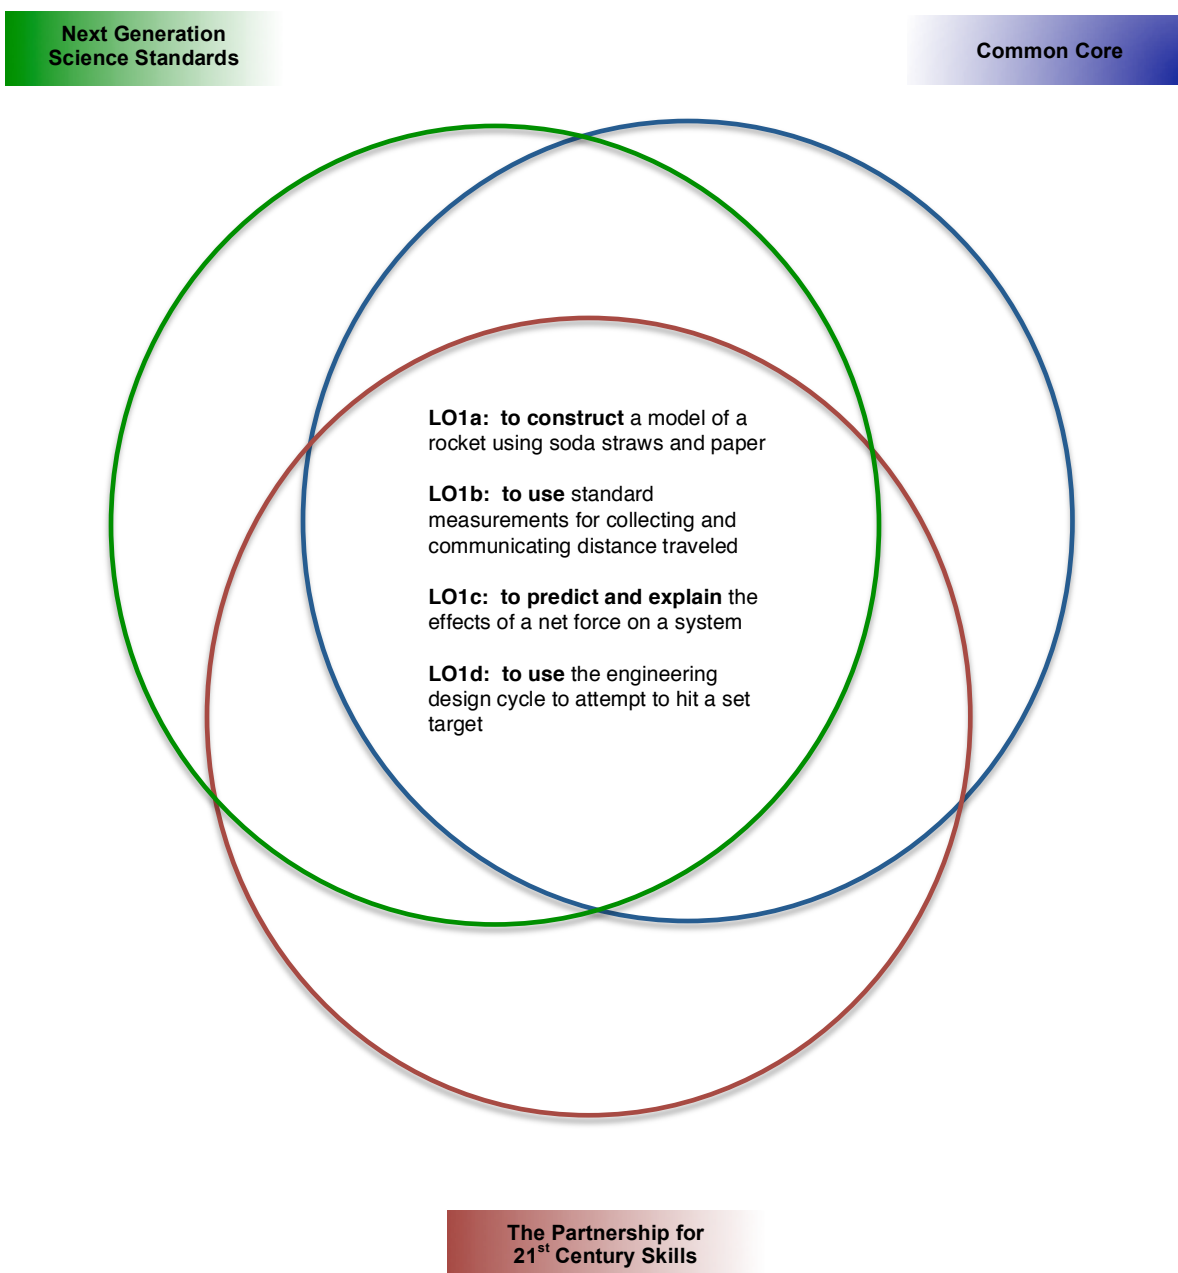 Next Generation
Science Standards
Common Core
LO1a:  to construct a model of a
rocket using soda straws and paper
LO1b:  to use standard
measurements for collecting and
communicating distance traveled
LO1c:  to predict and explain the
effects of a net force on a system
LO1d:  to use the engineering
design cycle to attempt to hit a set
target
The Partnership for
21st Century Skills